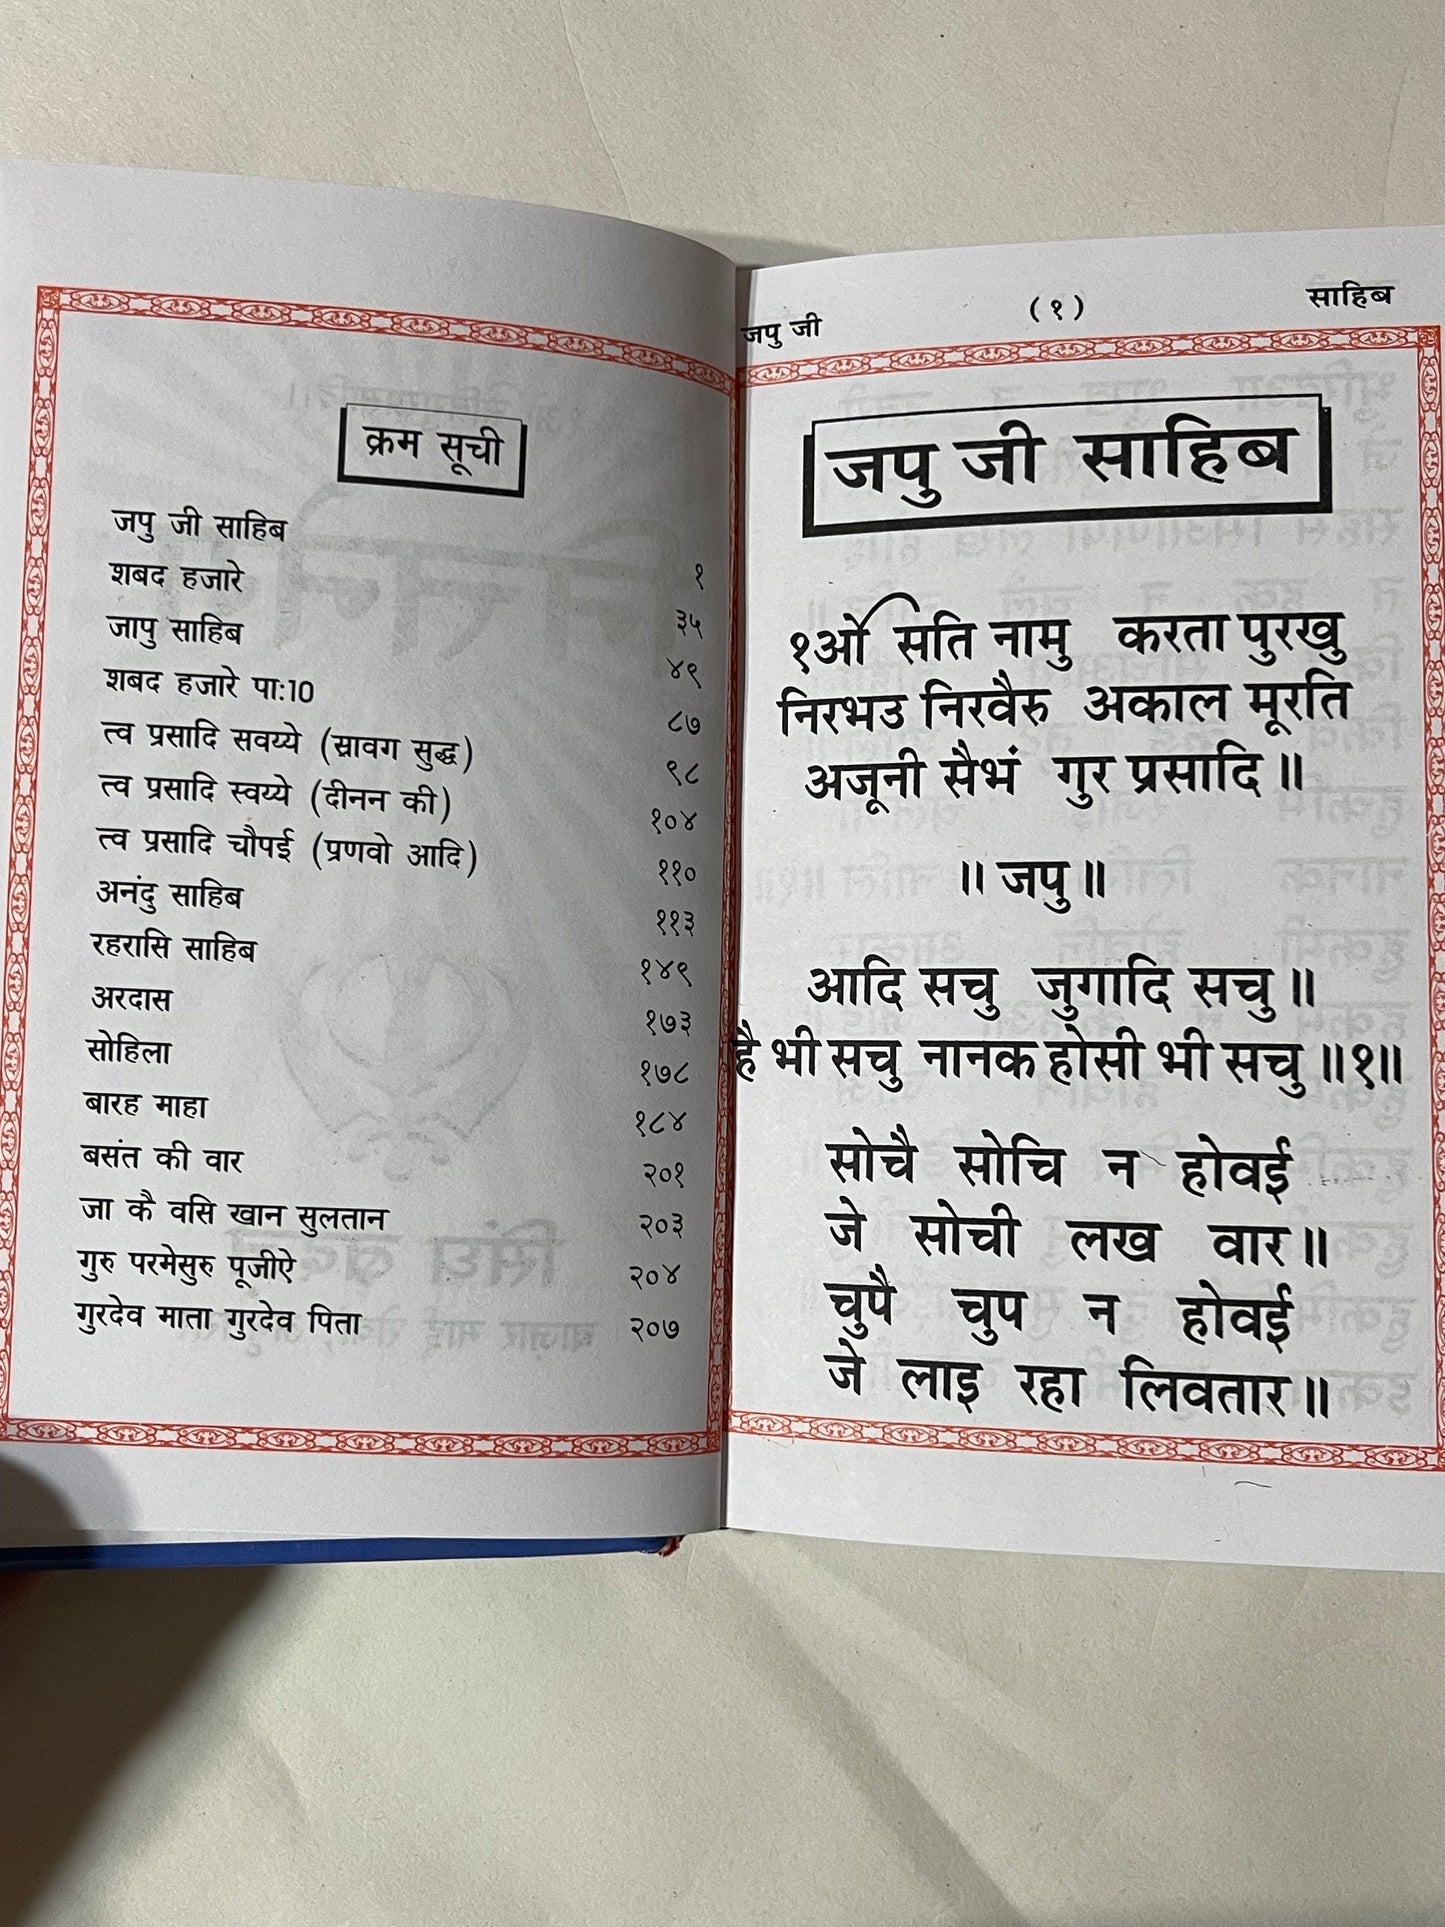 क्रम सूची
जपु जी साहिब १
शबद हजारे ३५
जापु साहिब ४९
शबद हजारे पा:10 ८७
त्व प्रसादि सवय्ये (स्रावग सुद्ध) ९८
त्व प्रसादि स्वय्ये (दीनन की) १०४
त्व प्रसादि चौपई (प्रणवो आदि) ११०
अनंदु साहिब ११३
रहरासि साहिब १४९
अरदास १७३
सोहिला १७८
बारह माहा १८४
बसंत की वार २०१
जा कै वसि खान सुलतान २०३
गुरु परमेसुरु पूजीऐ २०४
गुरदेव माता गुरदेव पिता २०७
जपु जी (१) साहिब
जपु जी साहिब
१ओ सति नामु करता पुरखु
निरभउ निरवैरु अकाल मूरति
अजूनी सैभं गुर प्रसादि ॥
॥ जपु ॥
आदि सचु जुगादि सचु ॥
है भी सचु नानक होसी भी सचु ॥१॥
सोचै सोचि न होवई
जे सोची लख वार॥
चुपै चुप न होवई
जे लाइ रहा लिवतार॥